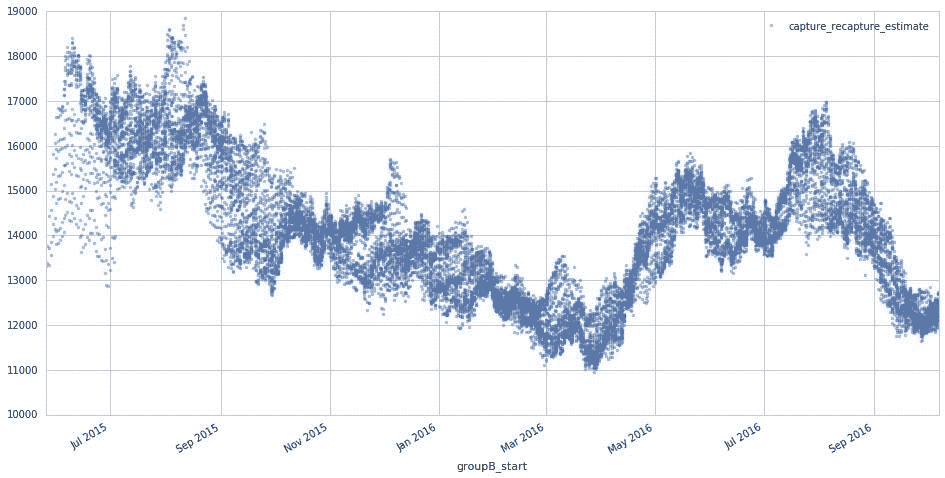 capture_recapture_estimate
19000
18000
17000
16000
15000
14000
13000
12000
11000
10000
Jul 2015
Sep 2015
Nov 2015
Jan 2016
Mar 2016
May 2016
Jul 2016
Sep 2016
groupB_start